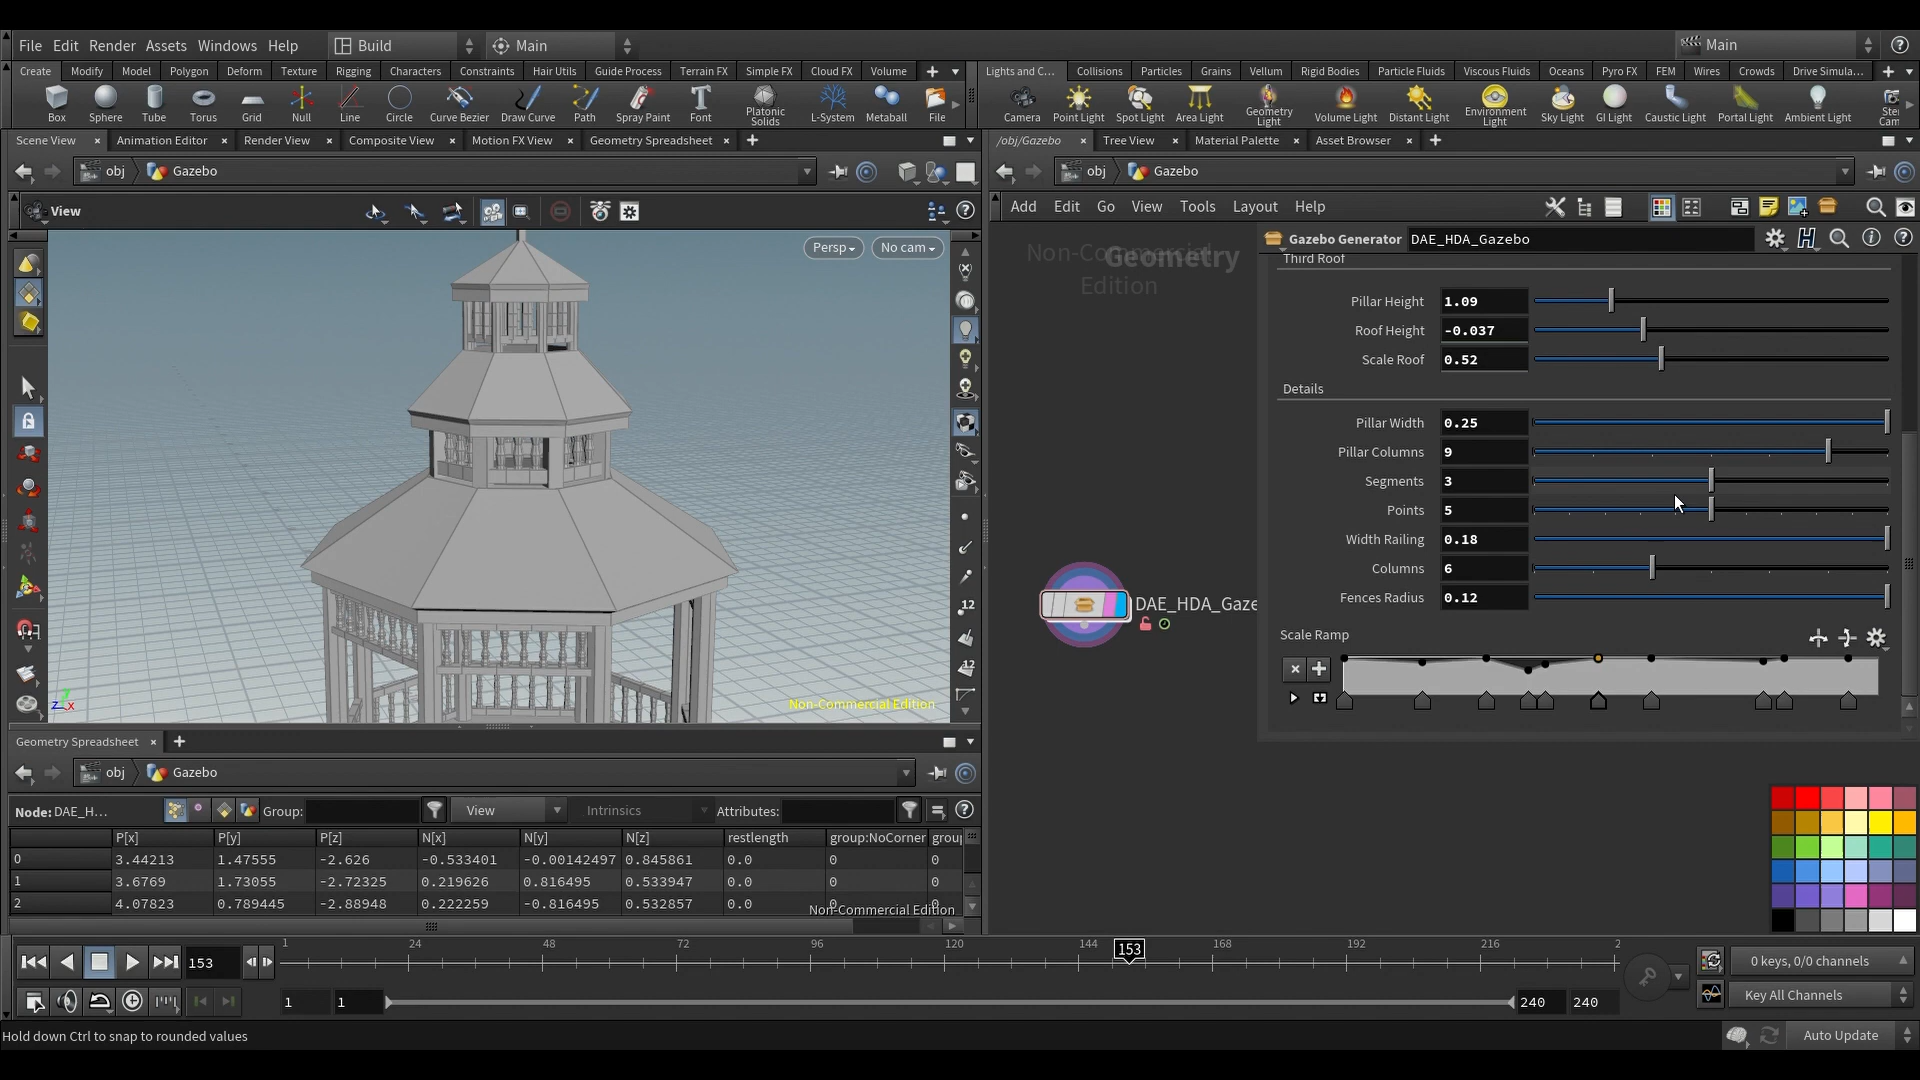 File Edit Render Assets Windows Help Build Main Main
Create Modify Model Polygon Deform Texture Rigging Characters Constraints Hair Utils Guide Process Terrain FX Simple FX Cloud FX Volume
Lights and C... Collisions Particles Grains Vellum Rigid Bodies Particle Fluids Viscous Fluids Oceans Pyro FX FEM Wires Crowds Drive Simula...
Box Sphere Tube Torus Grid Null Line Circle Curve Bezier Draw Curve Path Spray Paint Font Platonic Solids L-System Metaball File
Camera Point Light Spot Light Area Light Geometry Light Volume Light Distant Light Environment Light Sky Light GI Light Caustic Light Portal Light Ambient Light
Scene View Animation Editor Render View Composite View Motion FX View Geometry Spreadsheet
/obj/Gazebo Tree View Material Palette Asset Browser
obj Gazebo
obj Gazebo
View
Add Edit Go View Tools Layout Help
Persp No cam
Non-Commercial Edition
Geometry
Gazebo Generator DAE_HDA_Gazebo
Third Roof
Pillar Height 1.09
Roof Height -0.037
Scale Roof 0.52
Details
Pillar Width 0.25
Pillar Columns 9
Segments 3
Points 5
Width Railing 0.18
Columns 6
Fences Radius 0.12
Scale Ramp
DAE_HDA_Gaze
12
12
z x y
Non-Commercial Edition
Geometry Spreadsheet
obj Gazebo
Node: DAE_H... Group: View Intrinsics Attributes:
P[x] P[y] P[z] N[x] N[y] N[z] restlength group:NoCorner group
0 3.44213 1.47555 -2.626 -0.533401 -0.00142497 0.845861 0.0 0 0
1 3.6769 1.73055 -2.72325 0.219626 0.816495 0.533947 0.0 0 0
2 4.07823 0.789445 -2.88948 0.222259 -0.816495 0.532857 0.0 0 0
Non-Commercial Edition
153 1 24 48 72 96 120 144 153 168 192 216 2
0 keys, 0/0 channels
1 1 240 240 Key All Channels
Hold down Ctrl to snap to rounded values Auto Update